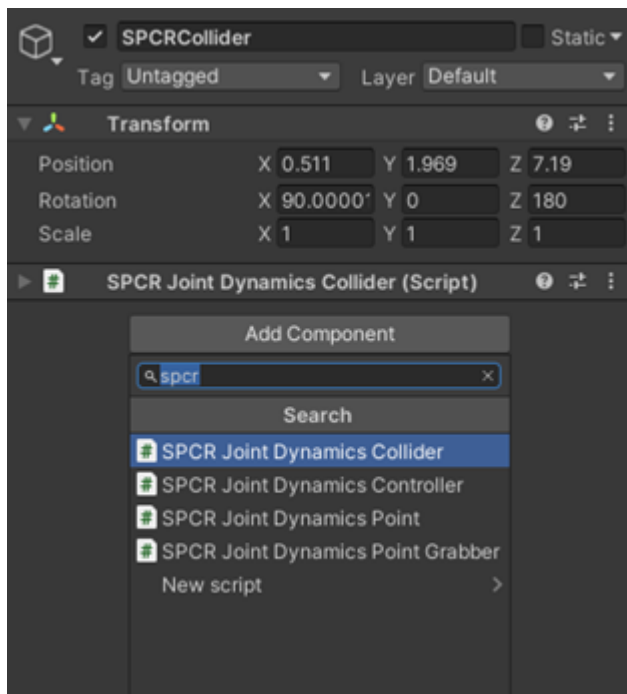 SPCRCollider Static
Tag Untagged Layer Default
Transform
Position X 0.511 Y 1.969 Z 7.19
Rotation X 90.00001 Y 0 Z 180
Scale X 1 Y 1 Z 1
# SPCR Joint Dynamics Collider (Script)
Add Component
spcr
Search
# SPCR Joint Dynamics Collider
# SPCR Joint Dynamics Controller
# SPCR Joint Dynamics Point
# SPCR Joint Dynamics Point Grabber
New script